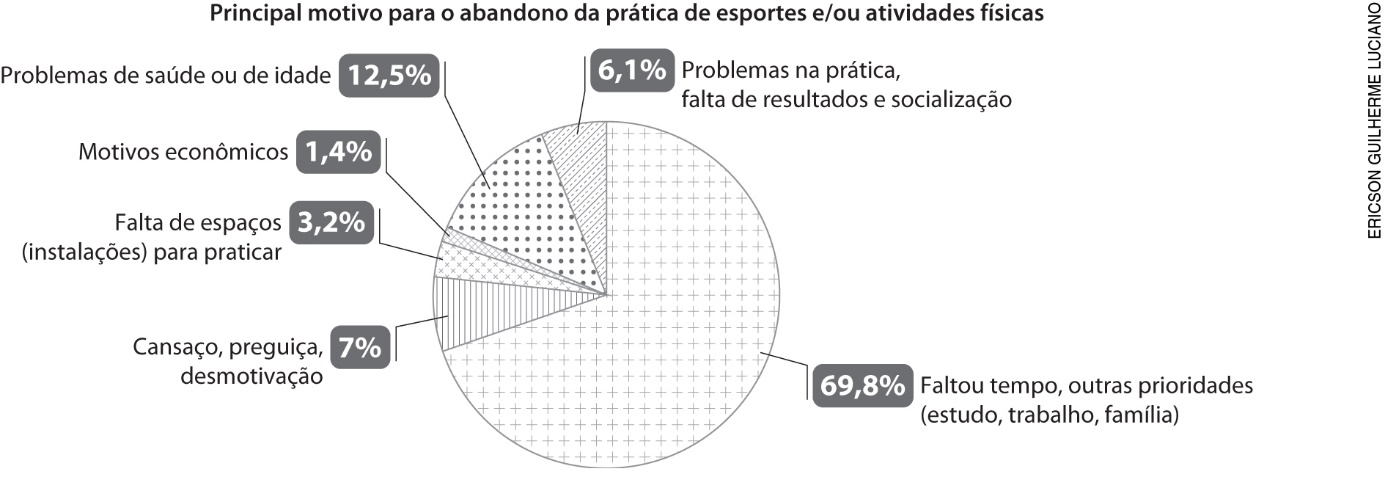 Principal motivo para o abandono da prática de esportes e/ou atividades físicas
Problemas de saúde ou de idade 12,5%
6,1% Problemas na prática,
falta de resultados e socialização
Motivos econômicos 1,4%
Falta de espaços
(instalações) para praticar
3,2%
Cansaço, preguiça,
desmotivação
7%
69,8% Faltou tempo, outras prioridades
(estudo, trabalho, família)
ERICSON GUILHERME LUCIANO